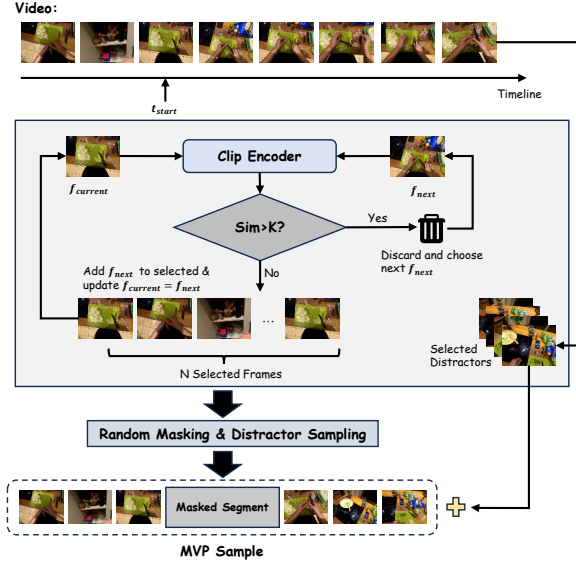 Video:
Timeline
t_start
Clip Encoder
f_current
f_next
Sim>K?
Yes
Discard and choose
next f_next
No
Add f_next to selected &
update f_current = f_next
...
N Selected Frames
Selected
Distractors
Random Masking & Distractor Sampling
Masked Segment
MVP Sample